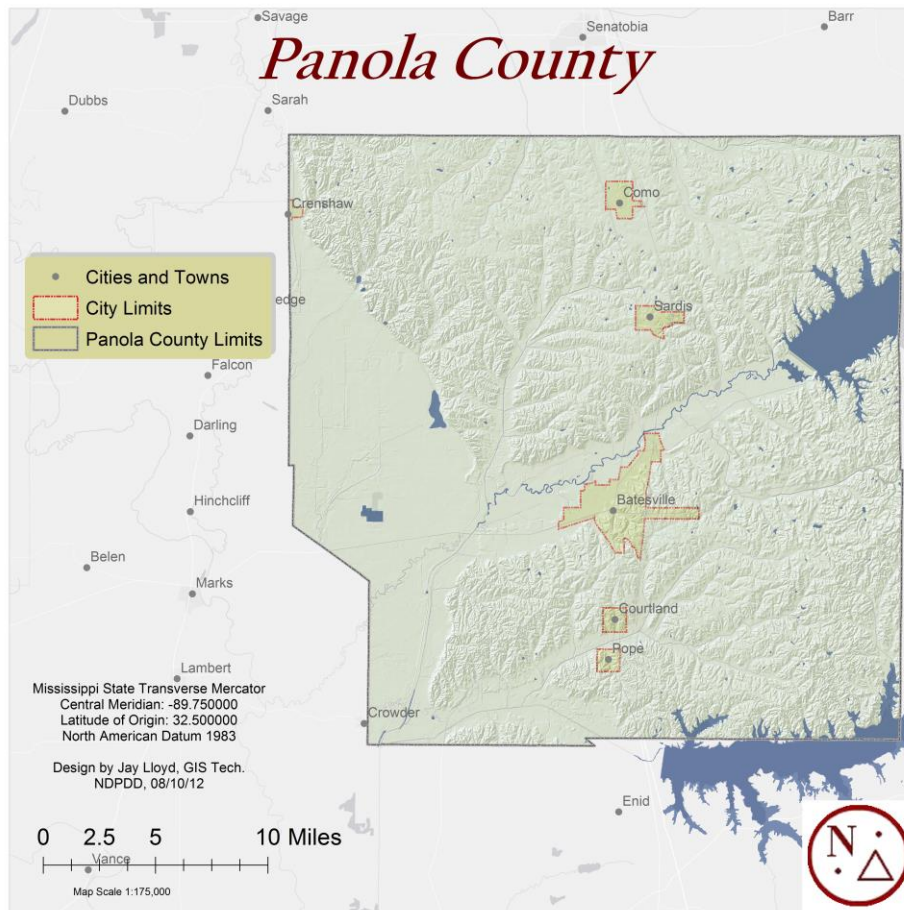 Savage
Barr
Senatobia
Panola County
Dubbs
Sarah
Como
Crenshaw
Cities and Towns
City Limits
Panola County Limits
edge
Sardis
Falcon
Darling
Hinchcliff
Batesville
Belen
Marks
Courtland
Pope
Lambert
Mississippi State Transverse Mercator
Central Meridian: -89.750000
Latitude of Origin: 32.500000
North American Datum 1983
Crowder
Design by Jay Lloyd, GIS Tech.
NDPDD, 08/10/12
Enid
0 2.5 5 10 Miles
Vance
Map Scale 1:175,000
N